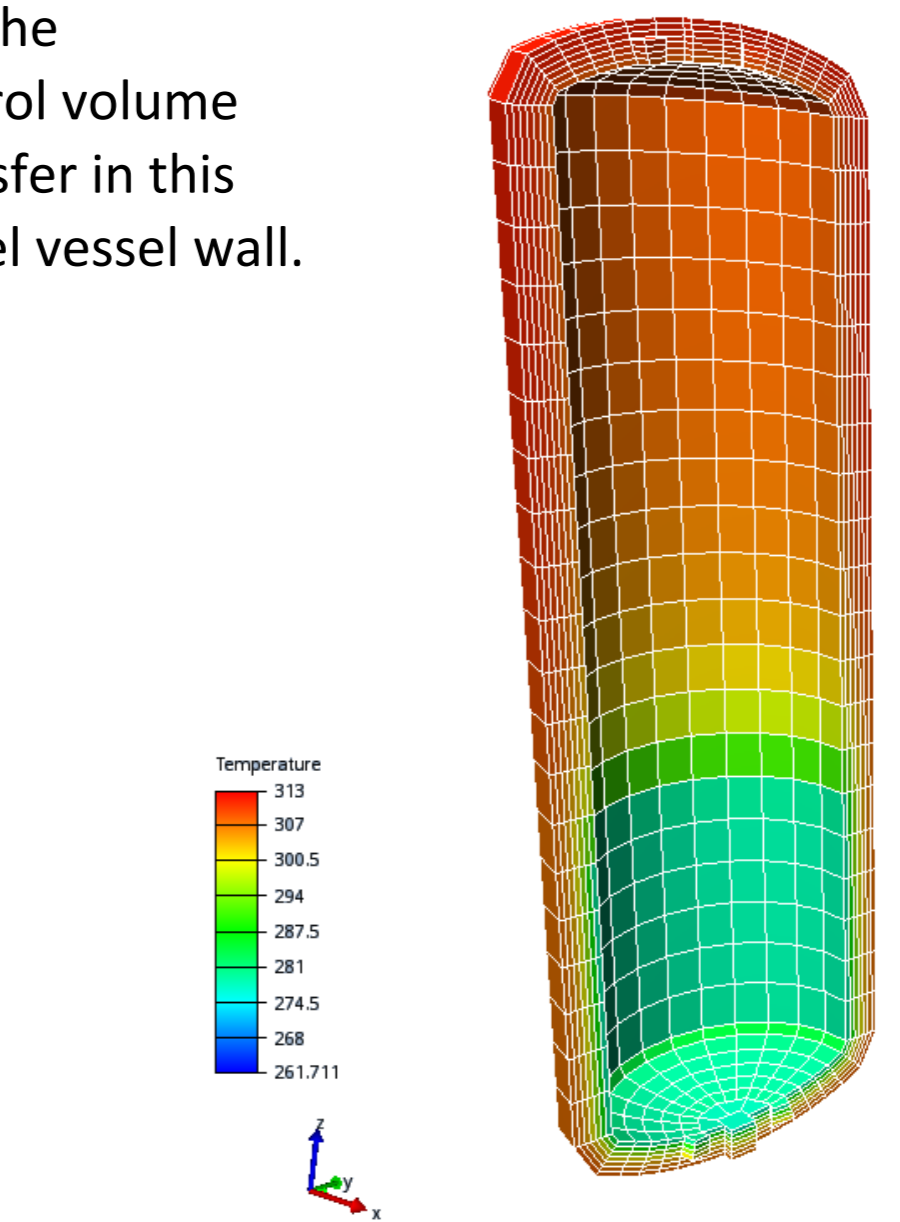 he
rol volume
sfer in this
el vessel wall.
Temperature
313
307
300.5
294
287.5
281
274.5
268
261.711
z
y
x